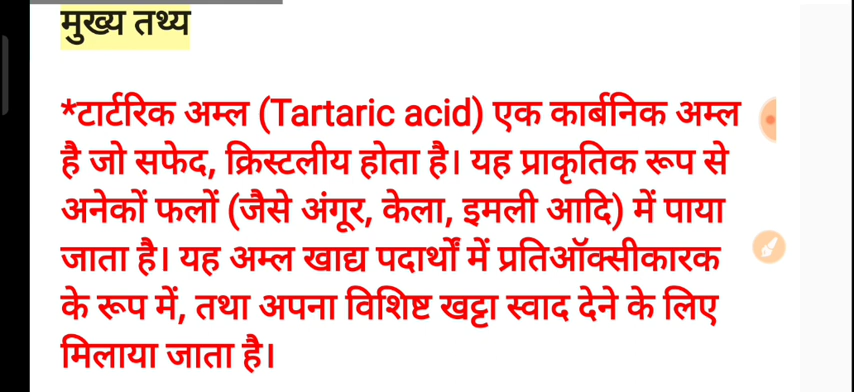 मुख्य तथ्य
*टार्टरिक अम्ल (Tartaric acid) एक कार्बनिक अम्ल
है जो सफेद, क्रिस्टलीय होता है। यह प्राकृतिक रूप से
अनेकों फलों (जैसे अंगूर, केला, इमली आदि) में पाया
जाता है। यह अम्ल खाद्य पदार्थों में प्रतिऑक्सीकारक
के रूप में, तथा अपना विशिष्ट खट्टा स्वाद देने के लिए
मिलाया जाता है।